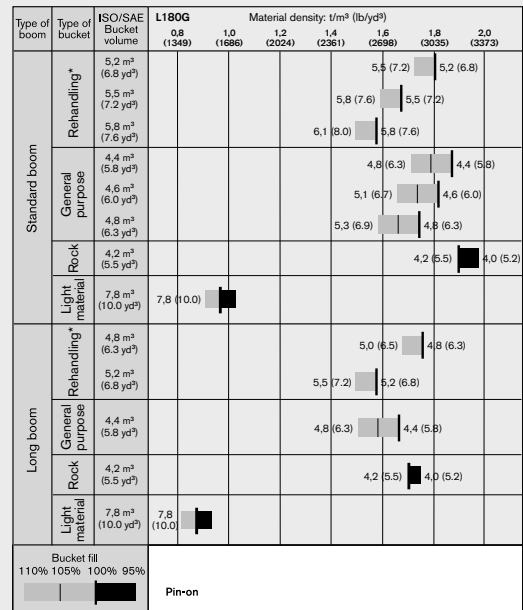 Type of boom
Type of bucket
ISO/SAE Bucket volume
L180G
Material density: t/m³ (lb/yd³)
0,8 1,0 1,2 1,4 1,6 1,8 2,0
(1349) (1686) (2024) (2361) (2698) (3035) (3373)
Standard boom
Rehandling*
5,2 m³
(6.8 yd³)
5,5 (7.2) 5,2 (6.8)
5,5 m³
(7.2 yd³)
5,8 (7.6) 5,5 (7.2)
5,8 m³
(7.6 yd³)
6,1 (8.0) 5,8 (7.6)
General purpose
4,4 m³
(5.8 yd³)
4,8 (6.3) 4,4 (5.8)
4,6 m³
(6.0 yd³)
5,1 (6.7) 4,6 (6.0)
4,8 m³
(6.3 yd³)
5,3 (6.9) 4,8 (6.3)
Rock
4,2 m³
(5.5 yd³)
4,2 (5.5) 4,0 (5.2)
Light material
7,8 m³
(10.0 yd³)
7,8 (10.0)
Long boom
Rehandling*
4,8 m³
(6.3 yd³)
5,0 (6.5) 4,8 (6.3)
5,2 m³
(6.8 yd³)
5,5 (7.2) 5,2 (6.8)
General purpose
4,4 m³
(5.8 yd³)
4,8 (6.3) 4,4 (5.8)
Rock
4,2 m³
(5.5 yd³)
4,2 (5.5) 4,0 (5.2)
Light material
7,8 m³
(10.0 yd³)
7,8
(10.0)
Bucket fill
110% 105% 100% 95%
Pin-on